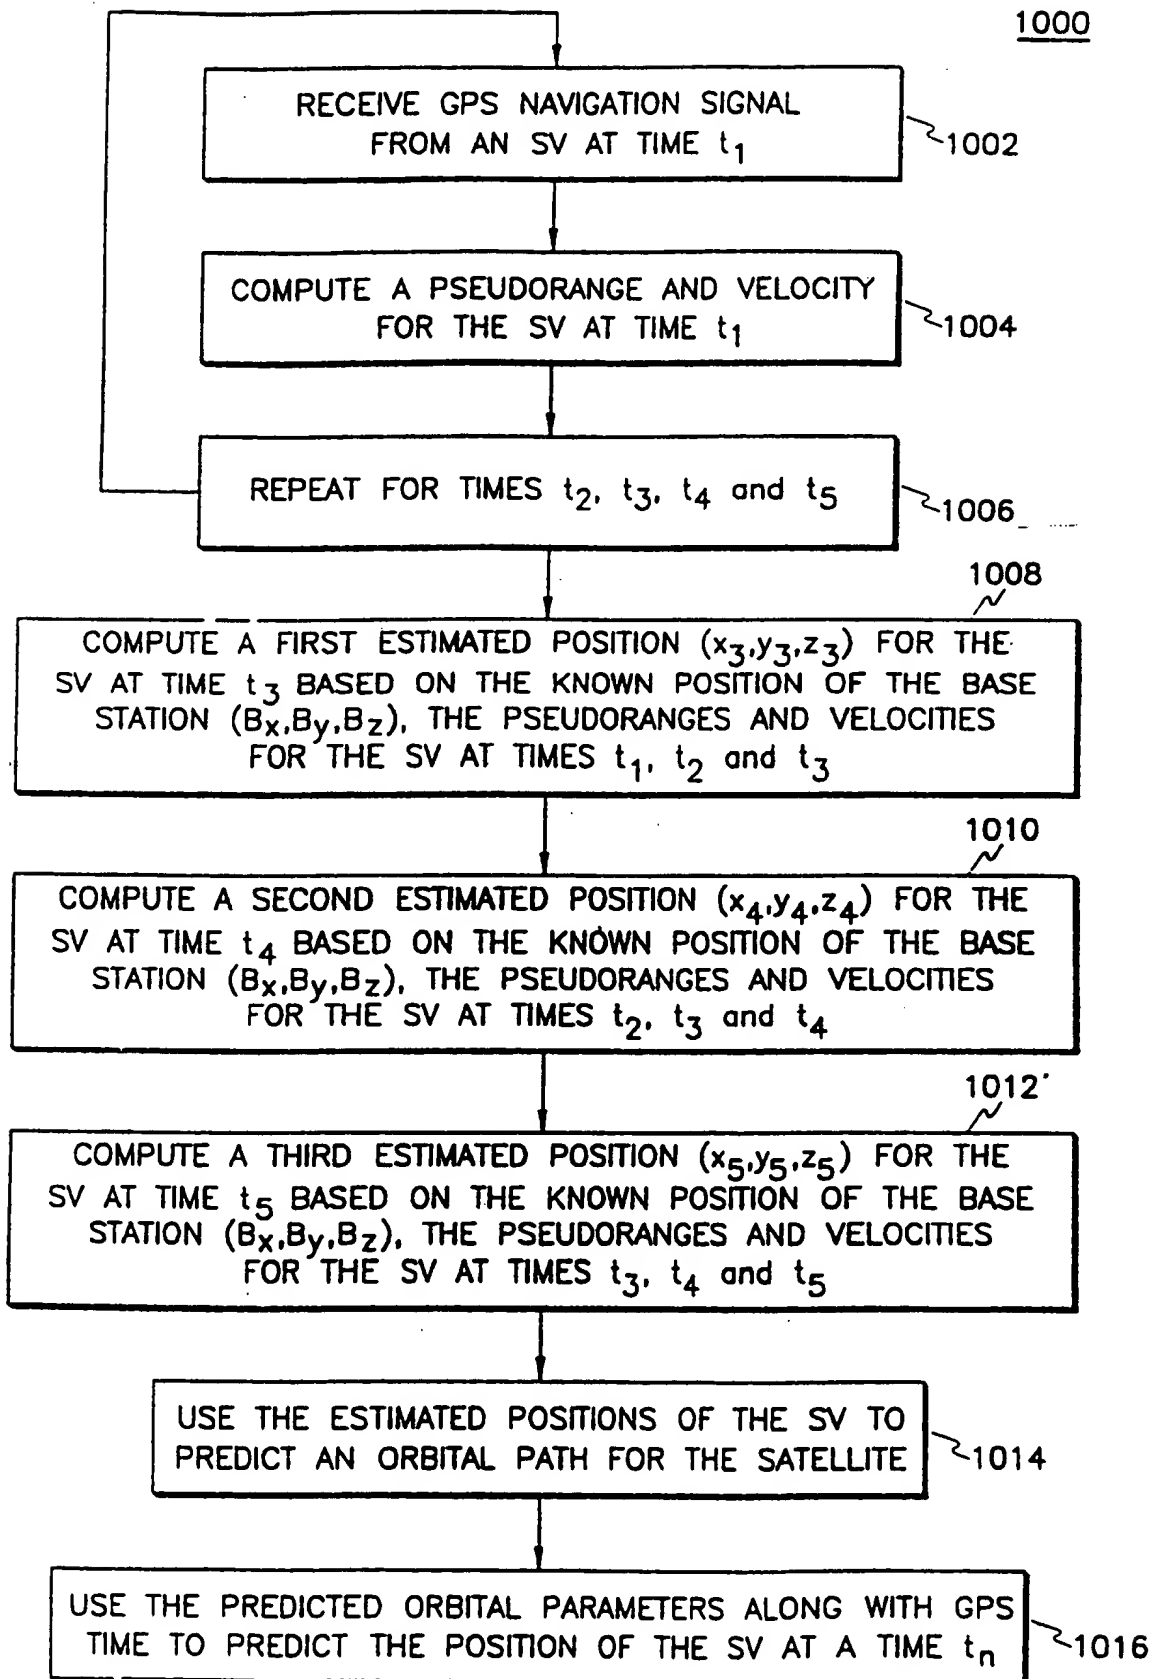 1000
RECEIVE GPS NAVIGATION SIGNAL
FROM AN SV AT TIME t1
1002
COMPUTE A PSEUDORANGE AND VELOCITY
FOR THE SV AT TIME t1
1004
REPEAT FOR TIMES t2, t3, t4 and t5
1006
1008
COMPUTE A FIRST ESTIMATED POSITION (x3,y3,z3) FOR THE
SV AT TIME t3 BASED ON THE KNOWN POSITION OF THE BASE
STATION (Bx,By,Bz), THE PSEUDORANGES AND VELOCITIES
FOR THE SV AT TIMES t1, t2 and t3
1010
COMPUTE A SECOND ESTIMATED POSITION (x4,y4,z4) FOR THE
SV AT TIME t4 BASED ON THE KNOWN POSITION OF THE BASE
STATION (Bx,By,Bz), THE PSEUDORANGES AND VELOCITIES
FOR THE SV AT TIMES t2, t3 and t4
1012
COMPUTE A THIRD ESTIMATED POSITION (x5,y5,z5) FOR THE
SV AT TIME t5 BASED ON THE KNOWN POSITION OF THE BASE
STATION (Bx,By,Bz), THE PSEUDORANGES AND VELOCITIES
FOR THE SV AT TIMES t3, t4 and t5
USE THE ESTIMATED POSITIONS OF THE SV TO
PREDICT AN ORBITAL PATH FOR THE SATELLITE
1014
USE THE PREDICTED ORBITAL PARAMETERS ALONG WITH GPS
TIME TO PREDICT THE POSITION OF THE SV AT A TIME tn
1016